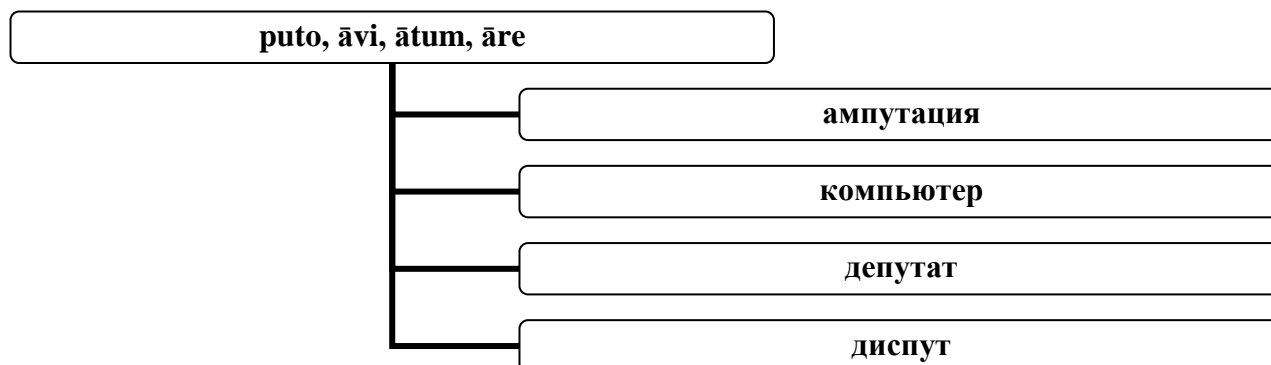 puto, āvi, ātum, āre
ампутация
компьютер
депутат
диспут